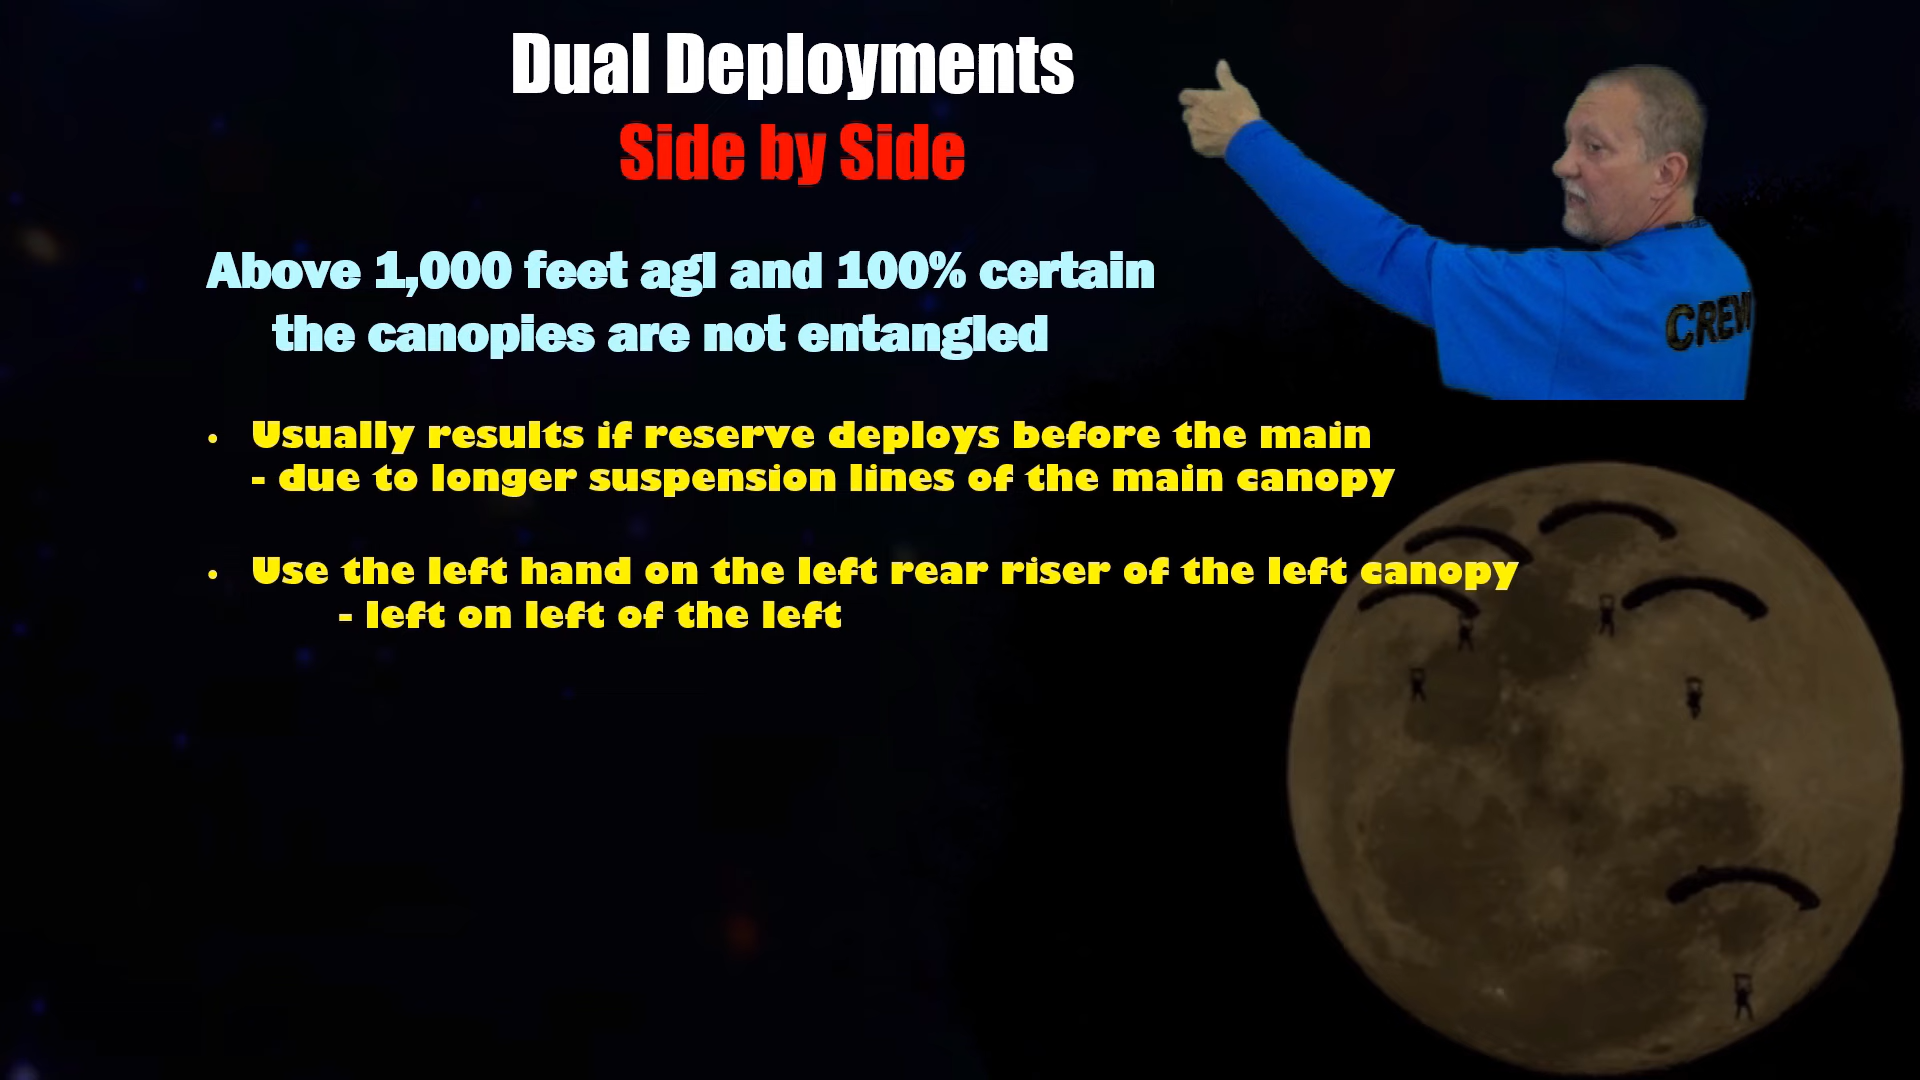 Dual Deployments
Side by Side
Above 1,000 feet agl and 100% certain
the canopies are not entangled
• Usually results if reserve deploys before the main
- due to longer suspension lines of the main canopy
• Use the left hand on the left rear riser of the left canopy
- left on left of the left
CREW